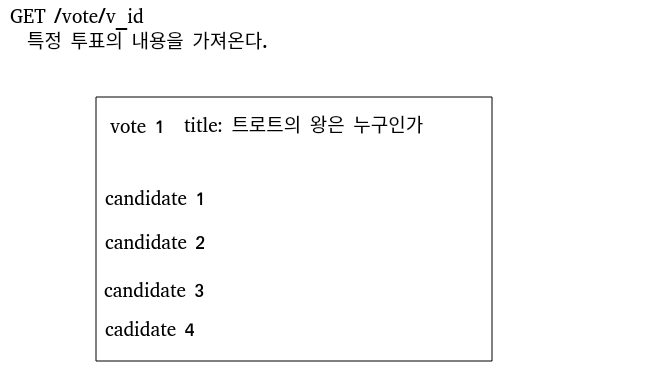 GET /vote/v_id
특정 투표의 내용을 가져온다.
vote 1 title: 트로트의 왕은 누구인가
candidate 1
candidate 2
candidate 3
cadidate 4